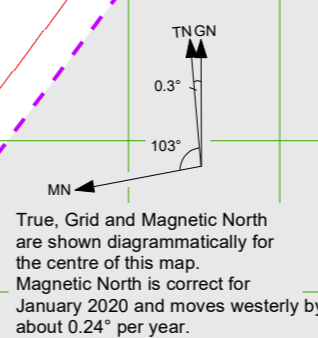 TN GN
0.3°
103°
MN
True, Grid and Magnetic North
are shown diagrammatically for
the centre of this map.
Magnetic North is correct for
January 2020 and moves westerly by
about 0.24° per year.